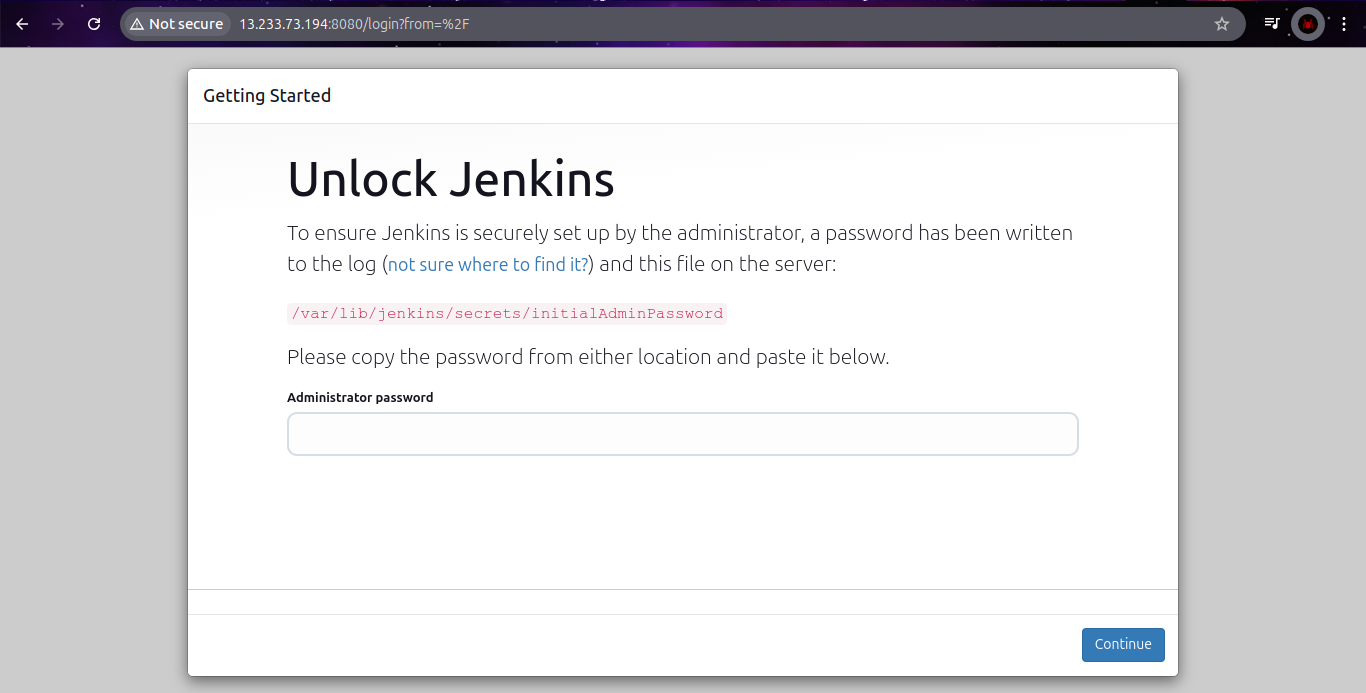 Not secure 13.233.73.194:8080/login?from=%2F
Getting Started
Unlock Jenkins
To ensure Jenkins is securely set up by the administrator, a password has been written
to the log (not sure where to find it?) and this file on the server:
/var/lib/jenkins/secrets/initialAdminPassword
Please copy the password from either location and paste it below.
Administrator password
Continue